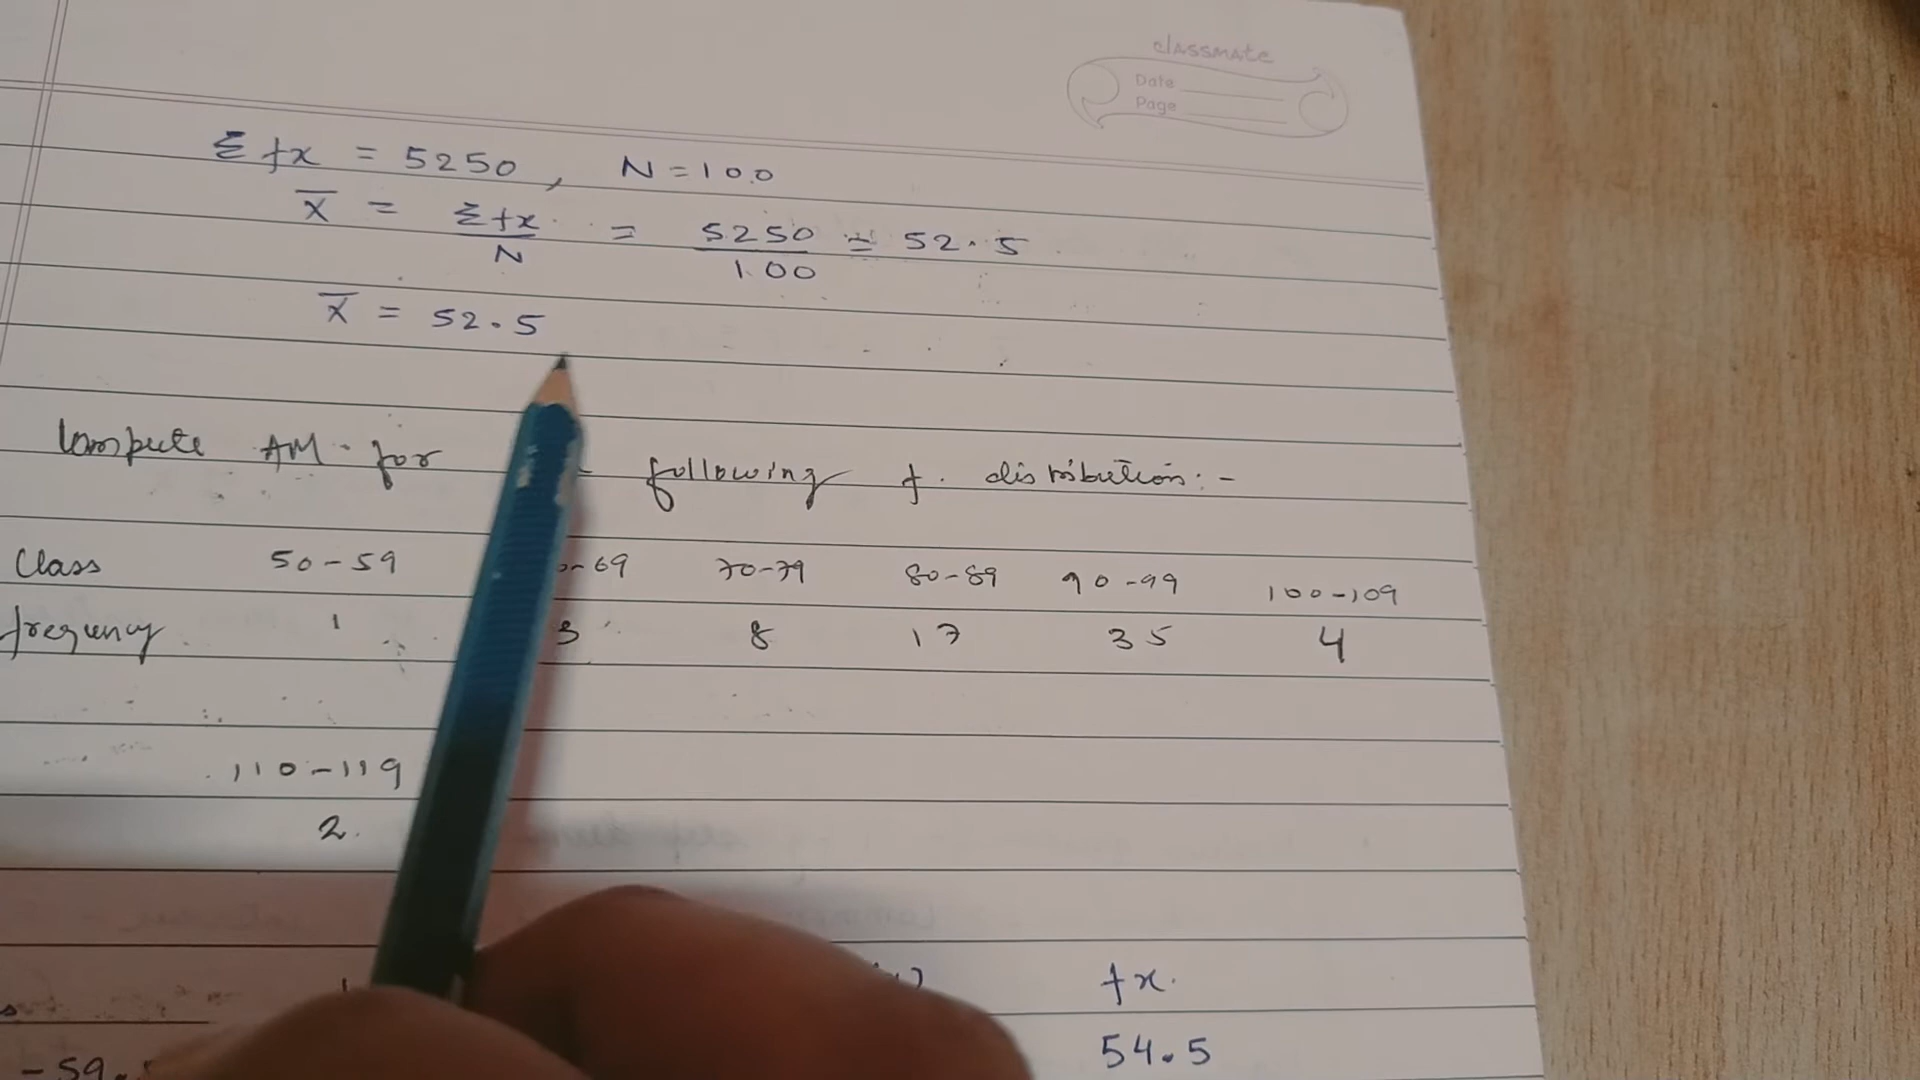 classmate
Date
Page
Σfx = 5250, N = 100
x̄ = Σfx / N = 5250 / 100 = 52.5
x̄ = 52.5
Compute AM. for following f. distribution:-
Class 50-59 -69 70-79 80-89 90-99 100-109
frequency 1 3 8 17 35 4
110-119
2.
fx.
-59. 54.5